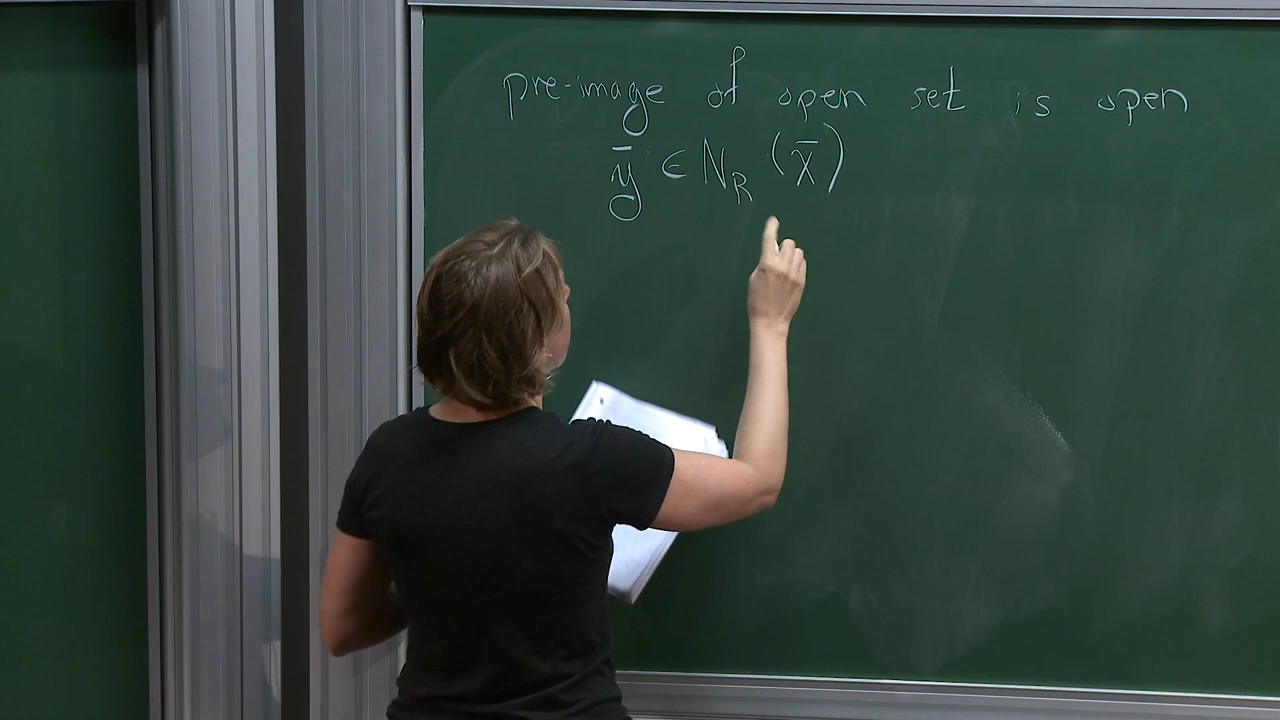 pre-image of open set is open
ȳ ∈ N_R (x̄)